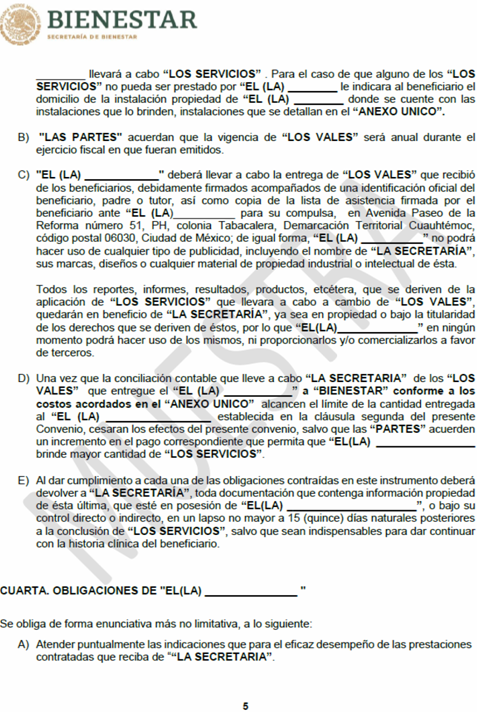 BIENESTAR
SECRETARÍA DE BIENESTAR
________ llevará a cabo “LOS SERVICIOS” . Para el caso de que alguno de los “LOS
SERVICIOS” no pueda ser prestado por “EL (LA) ________ le indicara al beneficiario el
domicilio de la instalación propiedad de “EL (LA) ________ donde se cuente con las
instalaciones que lo brinden, instalaciones que se detallan en el “ANEXO UNICO”.
B) "LAS PARTES" acuerdan que la vigencia de “LOS VALES” será anual durante el
ejercicio fiscal en que fueran emitidos.
C) "EL (LA) ____________" deberá llevar a cabo la entrega de “LOS VALES” que recibió
de los beneficiarios, debidamente firmados acompañados de una identificación oficial del
beneficiario, padre o tutor, así como copia de la lista de asistencia firmada por el
beneficiario ante “EL (LA)__________ para su compulsa, en Avenida Paseo de la
Reforma número 51, PH, colonia Tabacalera, Demarcación Territorial Cuauhtémoc,
código postal 06030, Ciudad de México; de igual forma, “EL (LA) __________” no podrá
hacer uso de cualquier tipo de publicidad, incluyendo el nombre de “LA SECRETARÍA”,
sus marcas, diseños o cualquier material de propiedad industrial o intelectual de ésta.
Todos los reportes, informes, resultados, productos, etcétera, que se deriven de la
aplicación de “LOS SERVICIOS” que llevara a cabo a cambio de “LOS VALES”,
quedarán en beneficio de “LA SECRETARÍA”, ya sea en propiedad o bajo la titularidad
de los derechos que se deriven de éstos, por lo que “EL(LA)_____________” en ningún
momento podrá hacer uso de los mismos, ni proporcionarlos y/o comercializarlos a favor
de terceros.
D) Una vez que la conciliación contable que lleve a cabo “LA SECRETARIA” de los “LOS
VALES” que entregue el “EL (LA) ___________” a “BIENESTAR” conforme a los
costos acordados en el “ANEXO UNICO” alcancen el límite de la cantidad entregada
al “EL (LA) _________________ establecida en la cláusula segunda del presente
Convenio, cesaran los efectos del presente convenio, salvo que las “PARTES” acuerden
un incremento en el pago correspondiente que permita que “EL(LA) ________________
brinde mayor cantidad de “LOS SERVICIOS”.
E) Al dar cumplimiento a cada una de las obligaciones contraídas en este instrumento deberá
devolver a “LA SECRETARÍA”, toda documentación que contenga información propiedad
de ésta última, que esté en posesión de “EL(LA) _____________________”, o bajo su
control directo o indirecto, en un lapso no mayor a 15 (quince) días naturales posteriores
a la conclusión de “LOS SERVICIOS”, salvo que sean indispensables para dar continuar
con la historia clínica del beneficiario.
CUARTA. OBLIGACIONES DE "EL(LA) _______________ "
Se obliga de forma enunciativa más no limitativa, a lo siguiente:
A) Atender puntualmente las indicaciones que para el eficaz desempeño de las prestaciones
contratadas que reciba de “"LA SECRETARIA”.
5
MUESTRA